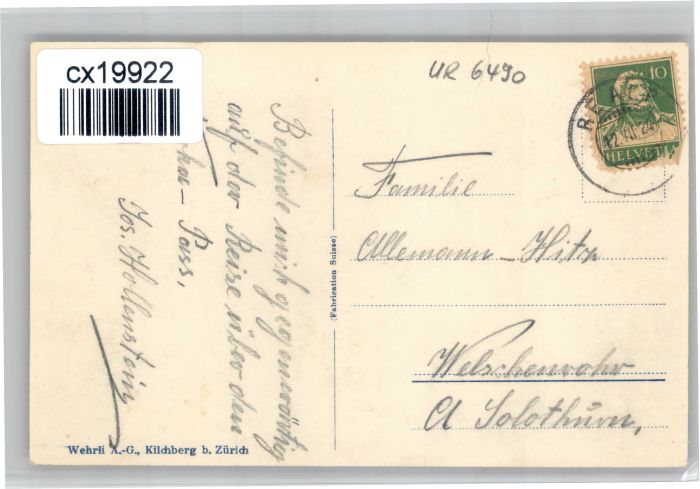 cx19922
UR 6490
10
HELVETIA
Befinde mich gegenwärtig
auf der Reise über den
Pass,
Jos. Hollenstein
(Fabrication Suisse)
Familie
Allemann-Hitz
Welschenrohr
Ct Solothurn,
Wehrli A.-G., Kilchberg b. Zürich